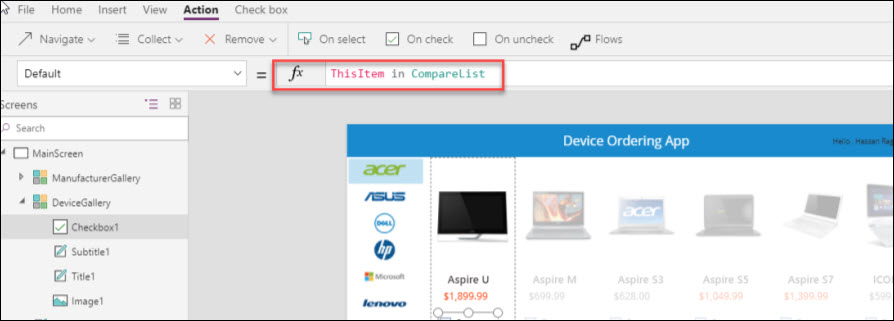 File Home Insert View Action Check box
Navigate Collect Remove On select On check On uncheck Flows
Default = fx ThisItem in CompareList
Screens
Search
MainScreen
ManufacturerGallery
DeviceGallery
Checkbox1
Subtitle1
Title1
Image1
Device Ordering App Hello, Hassan Rag
acer
ASUS
DELL
hp
Microsoft
lenovo
acer
Aspire U Aspire M Aspire S3 Aspire S5 Aspire S7 ICO
$1,899.99 $699.99 $628.00 $1,049.99 $1,399.99 $599